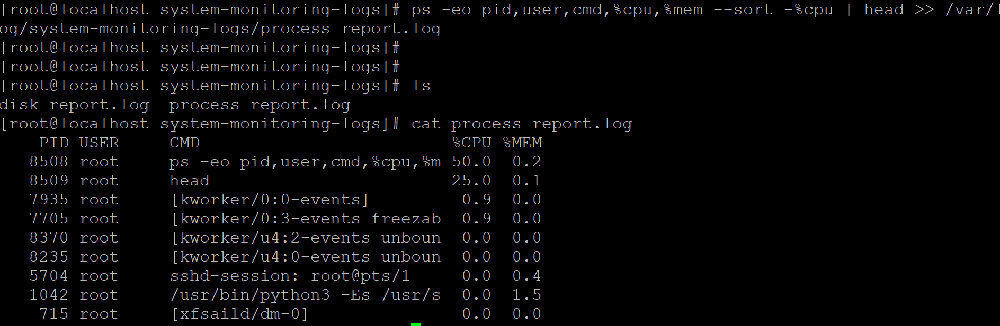 [root@localhost system-monitoring-logs]# ps -eo pid,user,cmd,%cpu,%mem --sort=-%cpu | head >> /var/l
og/system-monitoring-logs/process_report.log
[root@localhost system-monitoring-logs]#
[root@localhost system-monitoring-logs]#
[root@localhost system-monitoring-logs]# ls
disk_report.log  process_report.log
[root@localhost system-monitoring-logs]# cat process_report.log
    PID USER     CMD                         %CPU %MEM
   8508 root     ps -eo pid,user,cmd,%cpu,%m 50.0  0.2
   8509 root     head                        25.0  0.1
   7935 root     [kworker/0:0-events]         0.9  0.0
   7705 root     [kworker/0:3-events_freezab  0.9  0.0
   8370 root     [kworker/u4:2-events_unboun  0.0  0.0
   8235 root     [kworker/u4:0-events_unboun  0.0  0.0
   5704 root     sshd-session: root@pts/1     0.0  0.4
   1042 root     /usr/bin/python3 -Es /usr/s  0.0  1.5
    715 root     [xfsaild/dm-0]               0.0  0.0